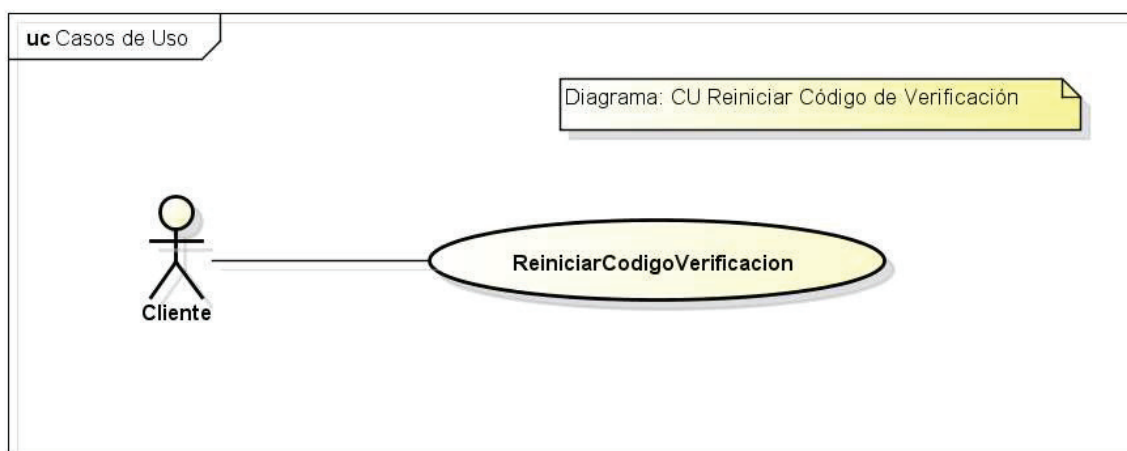 uc Casos de Uso
Diagrama: CU Reiniciar Código de Verificación
ReiniciarCodigoVerificacion
Cliente